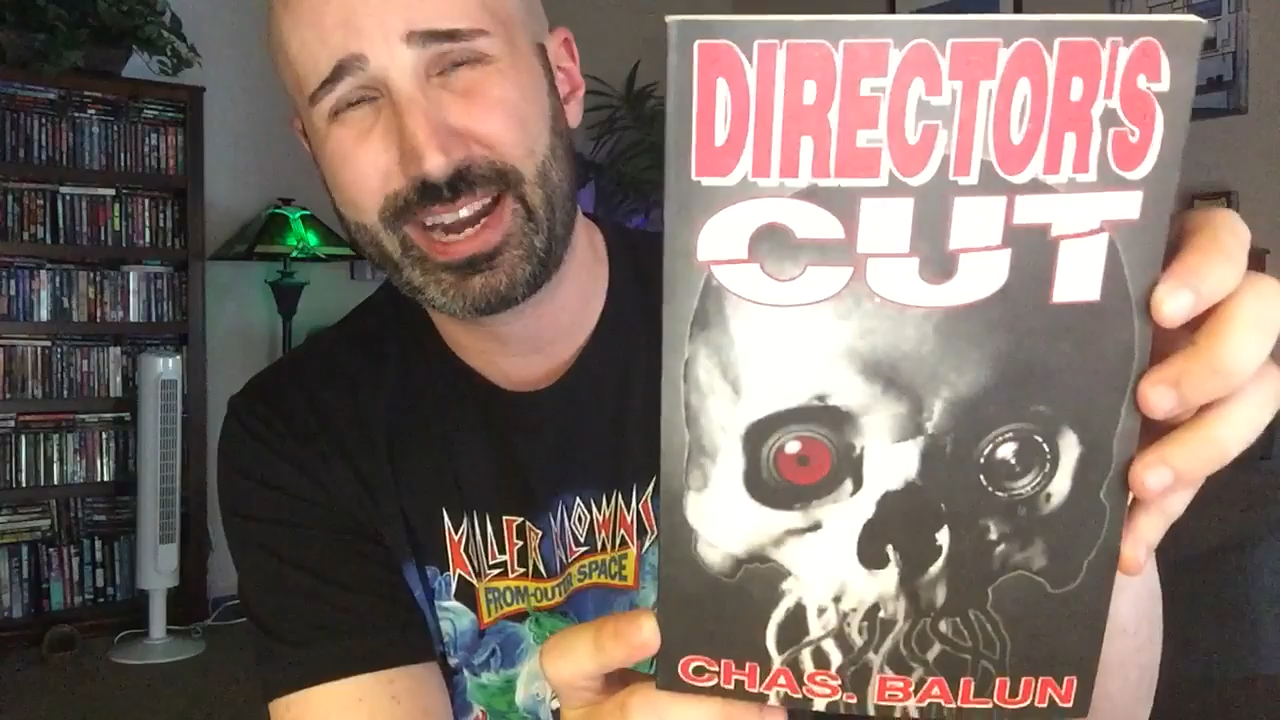 DIRECTOR'S
CUT
CHAS. BALUN
KILLER KLOWNS
FROM OUTER SPACE